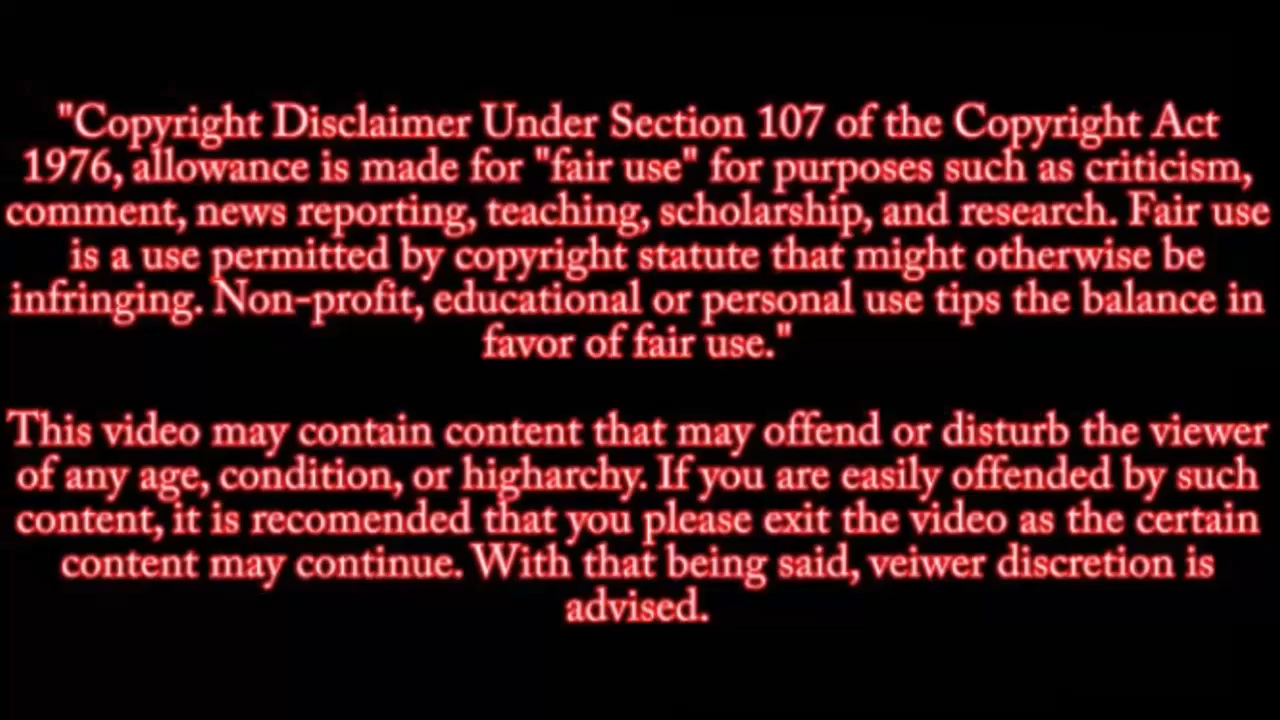 "Copyright Disclaimer Under Section 107 of the Copyright Act
1976, allowance is made for "fair use" for purposes such as criticism,
comment, news reporting, teaching, scholarship, and research. Fair use
is a use permitted by copyright statute that might otherwise be
infringing. Non-profit, educational or personal use tips the balance in
favor of fair use."
This video may contain content that may offend or disturb the viewer
of any age, condition, or higharchy. If you are easily offended by such
content, it is recomended that you please exit the video as the certain
content may continue. With that being said, veiwer discretion is
advised.